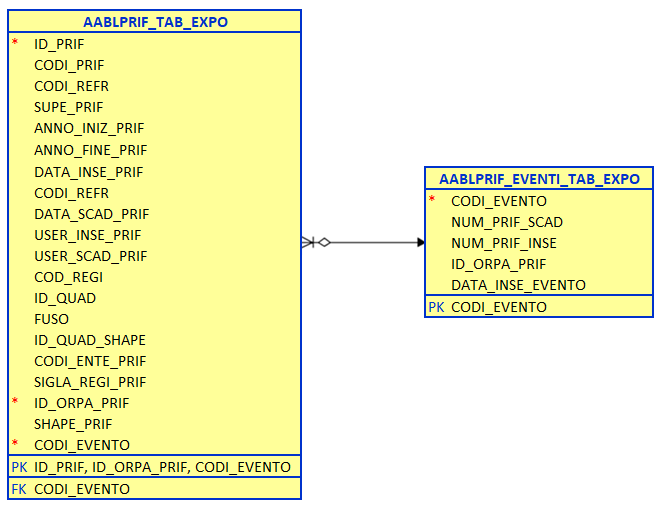 AABLPRIF_TAB_EXPO
* ID_PRIF
CODI_PRIF
CODI_REFR
SUPE_PRIF
ANNO_INIZ_PRIF
ANNO_FINE_PRIF
DATA_INSE_PRIF
CODI_REFR
DATA_SCAD_PRIF
USER_INSE_PRIF
USER_SCAD_PRIF
COD_REGI
ID_QUAD
FUSO
ID_QUAD_SHAPE
CODI_ENTE_PRIF
SIGLA_REGI_PRIF
* ID_ORPA_PRIF
SHAPE_PRIF
* CODI_EVENTO
PK ID_PRIF, ID_ORPA_PRIF, CODI_EVENTO
FK CODI_EVENTO
AABLPRIF_EVENTI_TAB_EXPO
* CODI_EVENTO
NUM_PRIF_SCAD
NUM_PRIF_INSE
ID_ORPA_PRIF
DATA_INSE_EVENTO
PK CODI_EVENTO